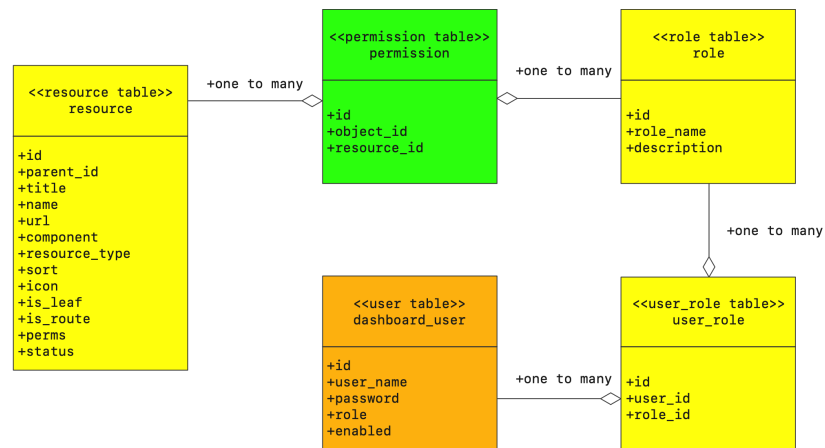 <<permission table>>
permission
+id
+object_id
+resource_id
<<role table>>
role
+id
+role_name
+description
+one to many
+one to many
<<resource table>>
resource
+id
+parent_id
+title
+name
+url
+component
+resource_type
+sort
+icon
+is_leaf
+is_route
+perms
+status
+one to many
<<user table>>
dashboard_user
+id
+user_name
+password
+role
+enabled
+one to many
<<user_role table>>
user_role
+id
+user_id
+role_id